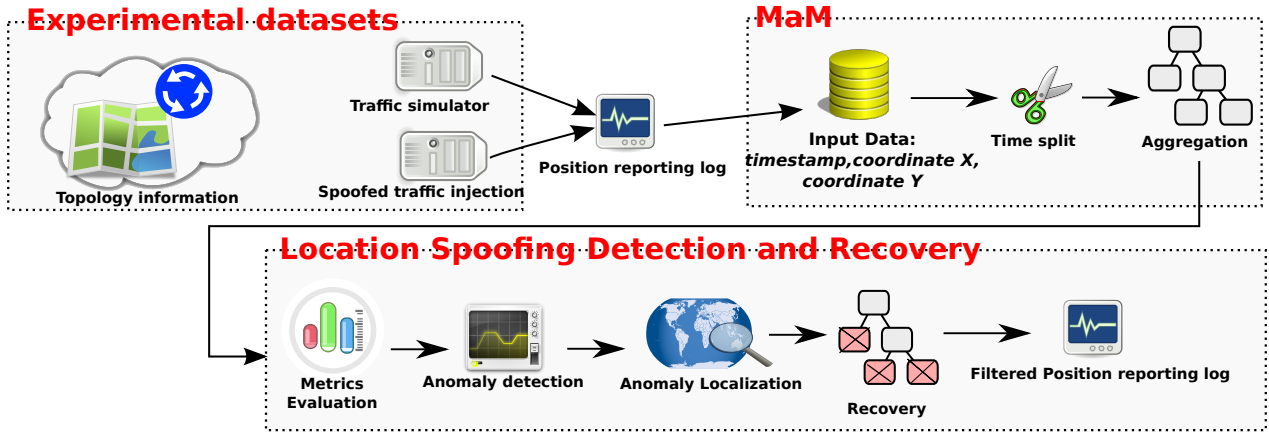 Experimental datasets
Traffic simulator
Spoofed traffic injection
Topology information
Position reporting log
MaM
Input Data:
timestamp,coordinate X,
coordinate Y
Time split
Aggregation
Location Spoofing Detection and Recovery
Metrics
Evaluation
Anomaly detection
Anomaly Localization
Recovery
Filtered Position reporting log